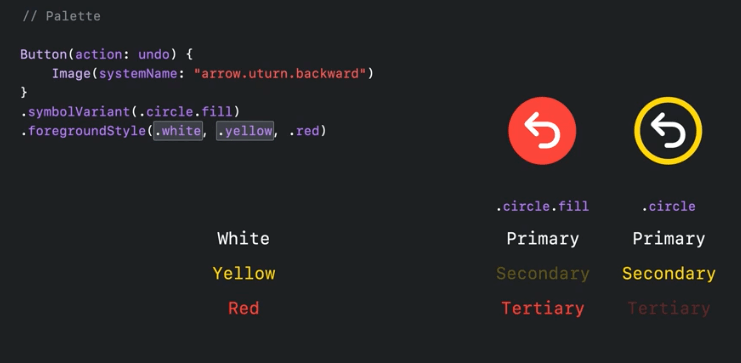 // Palette
Button(action: undo) {
    Image(systemName: "arrow.uturn.backward")
}
.symbolVariant(.circle.fill)
.foregroundStyle(.white, .yellow, .red)
.circle.fill .circle
White Primary Primary
Yellow Secondary Secondary
Red Tertiary Tertiary